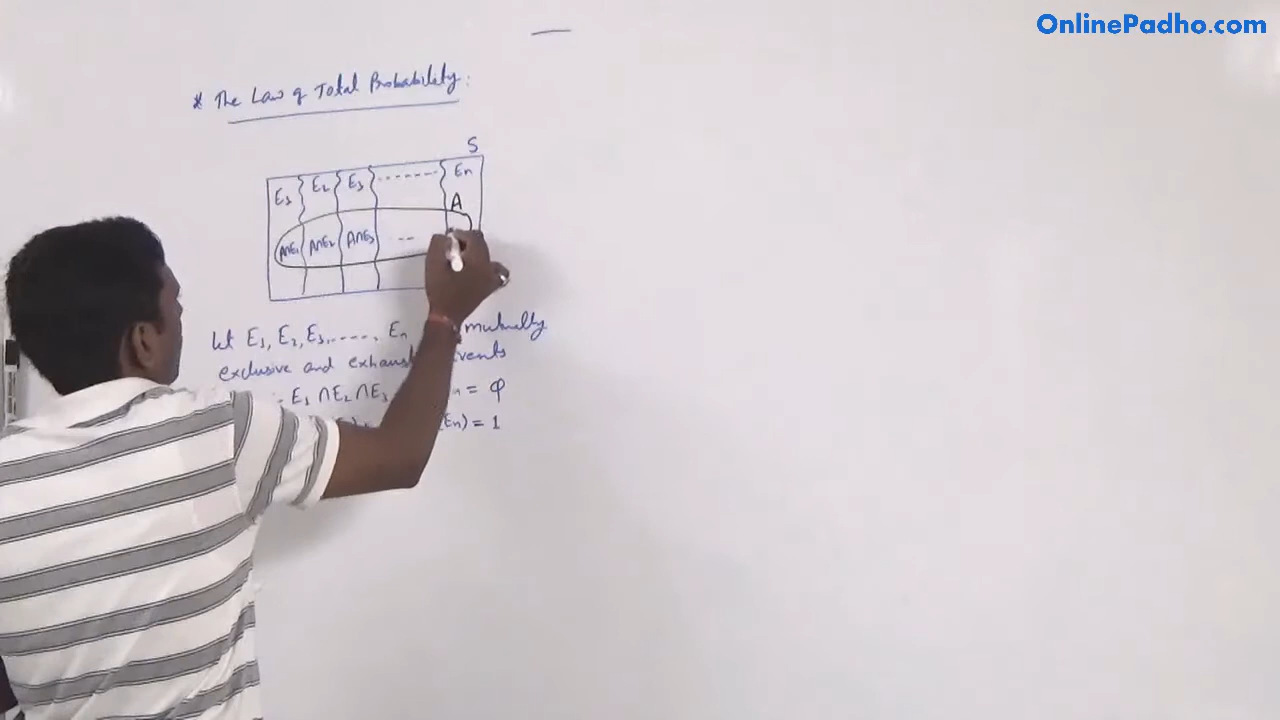 OnlinePadho.com
* The Law of Total Probability:
S
E1 E2 E3 ------- En
A
A∩E1 A∩E2 A∩E3 --
Let E1, E2, E3, ....., En mutually
exclusive and events
E1 ∩E2 ∩E3 = φ
(En) = 1